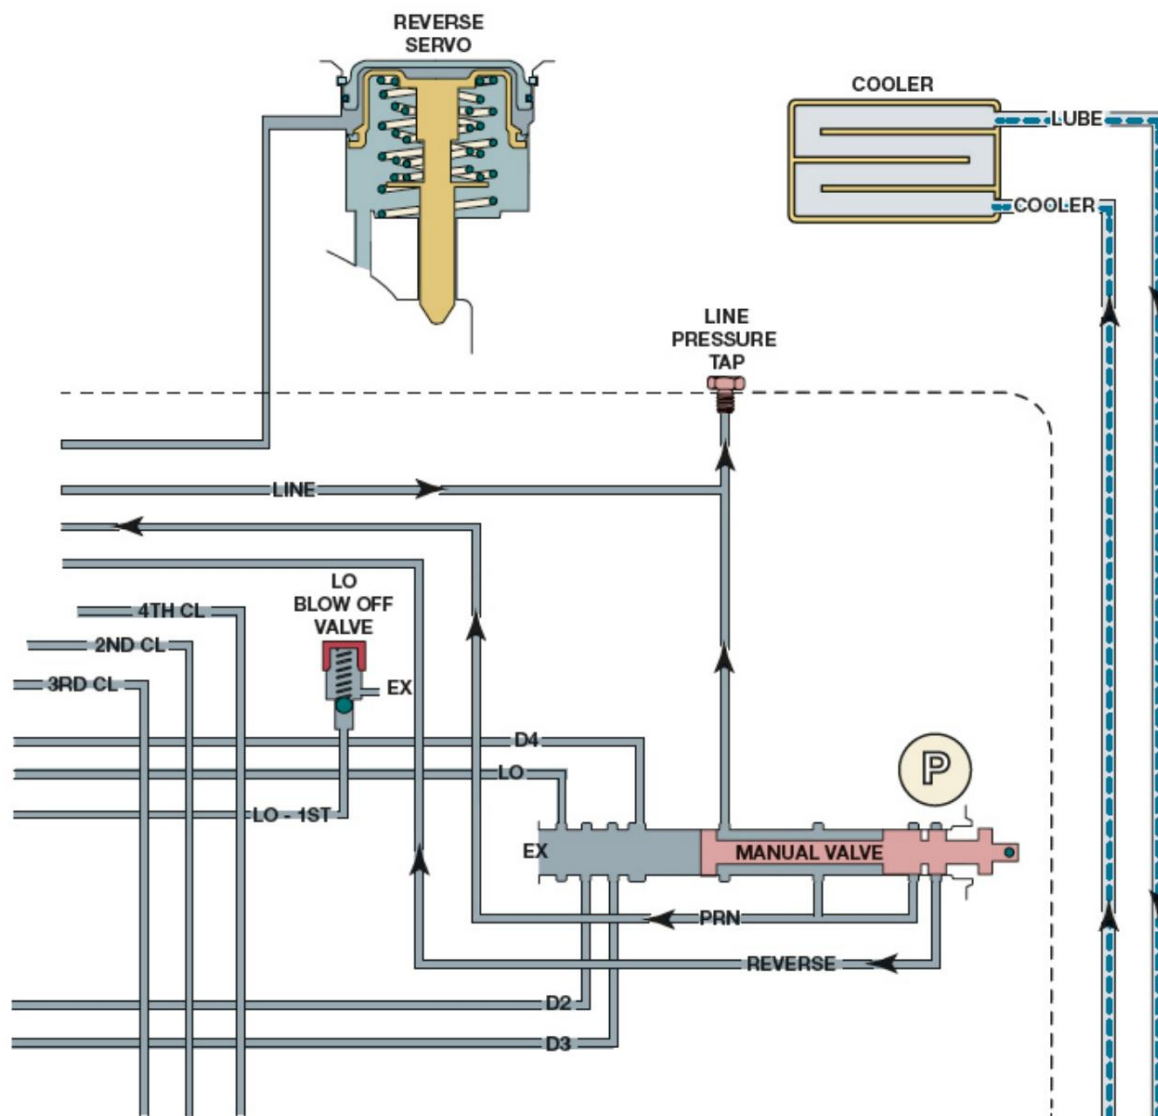 REVERSE
SERVO
COOLER
LUBE
COOLER
LINE
PRESSURE
TAP
LINE
LO
BLOW OFF
VALVE
4TH CL
2ND CL
3RD CL
EX
D4
LO
P
LO - 1ST
EX
MANUAL VALVE
PRN
REVERSE
D2
D3